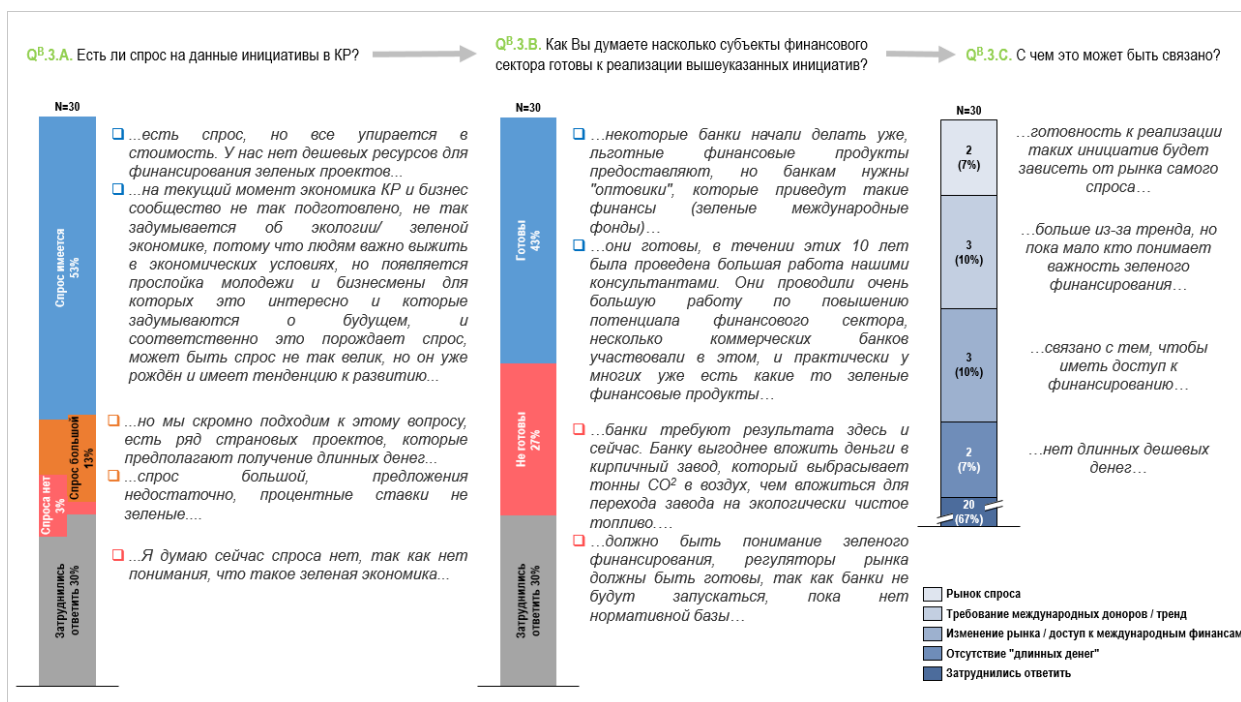 Qᴮ.3.A. Есть ли спрос на данные инициативы в КР?
Qᴮ.3.B. Как Вы думаете насколько субъекты финансового
сектора готовы к реализации вышеуказанных инициатив?
Qᴮ.3.C. С чем это может быть связано?
N=30
Спрос имеется
53%
Спрос большой
13%
Спроса нет
3%
Затруднились
ответить 30%
...есть спрос, но все упирается в
стоимость. У нас нет дешевых ресурсов для
финансирования зеленых проектов...
...на текущий момент экономика КР и бизнес
сообщество не так подготовлено, не так
задумывается об экологии/ зеленой
экономике, потому что людям важно выжить
в экономических условиях, но появляется
прослойка молодежи и бизнесмены для
которых это интересно и которые
задумываются о будущем, и
соответственно это порождает спрос,
может быть спрос не так велик, но он уже
рождён и имеет тенденцию к развитию...
...но мы скромно подходим к этому вопросу,
есть ряд страновых проектов, которые
предполагают получение длинных денег...
...спрос большой, предложения
недостаточно, процентные ставки не
зеленые....
...Я думаю сейчас спроса нет, так как нет
понимания, что такое зеленая экономика...
N=30
Готовы
43%
Не готовы
27%
Затруднились
ответить 30%
…некоторые банки начали делать уже,
льготные финансовые продукты
предоставляют, но банкам нужны
"оптовики", которые приведут такие
финансы (зеленые международные
фонды)…
…они готовы, в течении этих 10 лет
была проведена большая работа нашими
консультантами. Они проводили очень
большую работу по повышению
потенциала финансового сектора,
несколько коммерческих банков
участвовали в этом, и практически у
многих уже есть какие то зеленые
финансовые продукты…
…банки требуют результата здесь и
сейчас. Банку выгоднее вложить деньги в
кирпичный завод, который выбрасывает
тонны CO² в воздух, чем вложиться для
перехода завода на экологически чистое
топливо.…
…должно быть понимание зеленого
финансирования, регуляторы рынка
должны быть готовы, так как банки не
будут запускаться, пока нет
нормативной базы…
N=30
2
(7%)
3
(10%)
3
(10%)
2
(7%)
20
(67%)
…готовность к реализации
таких инициатив будет
зависеть от рынка самого
спроса…
…больше из-за тренда, но
пока мало кто понимает
важность зеленого
финансирования…
…связано с тем, чтобы
иметь доступ к
финансированию…
…нет длинных дешевых
денег…
Рынок спроса
Требование международных доноров / тренд
Изменение рынка / доступ к международным финансам
Отсутствие "длинных денег"
Затруднились ответить